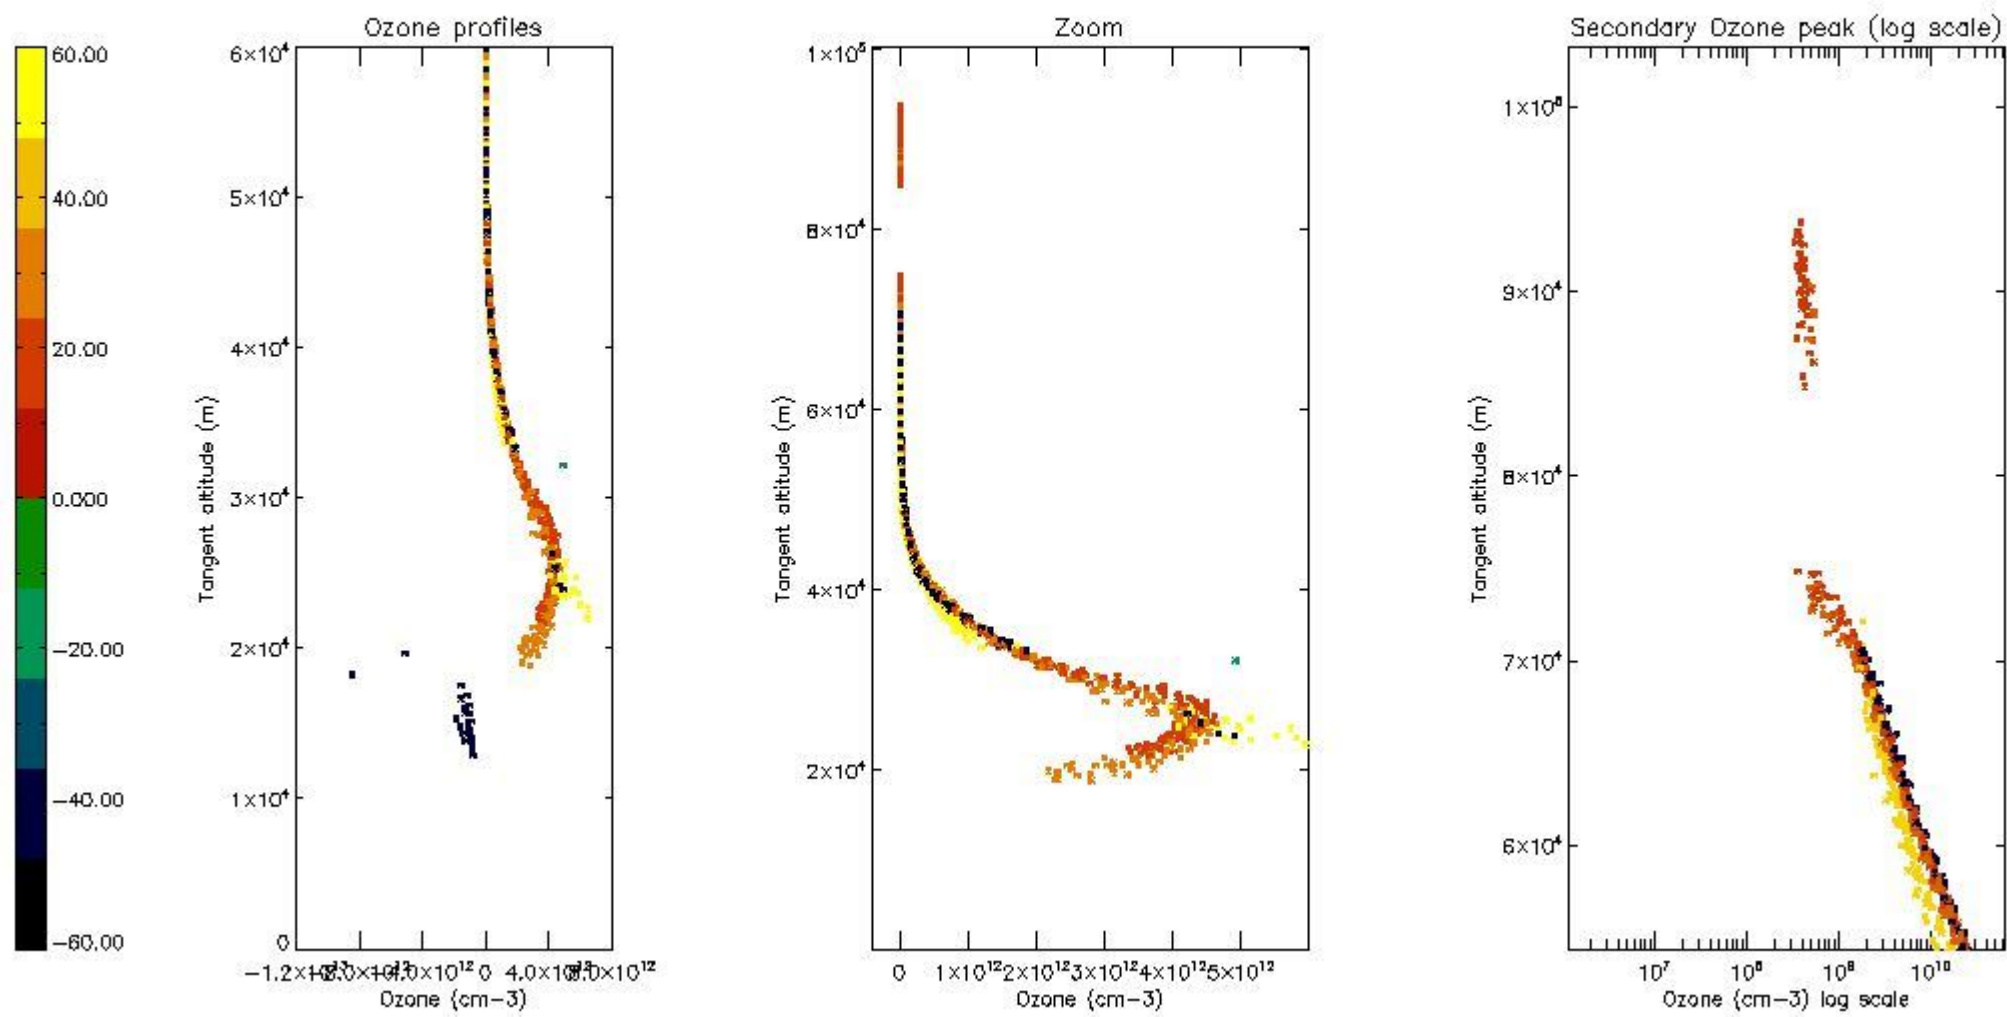 Ozone profiles
60.00
40.00
20.00
0.000
−20.00
−40.00
−60.00
6×10⁴
5×10⁴
4×10⁴
3×10⁴
2×10⁴
1×10⁴
0
Tangent altitude (m)
0
Ozone (cm−3)
Zoom
1×10⁵
8×10⁴
6×10⁴
4×10⁴
2×10⁴
Tangent altitude (m)
0 1×10¹² 2×10¹² 3×10¹² 4×10¹² 5×10¹²
Ozone (cm−3)
Secondary Ozone peak (log scale)
9×10⁴
8×10⁴
7×10⁴
6×10⁴
Tangent altitude (m)
10⁷ 10⁹ 10¹⁰
Ozone (cm−3) log scale